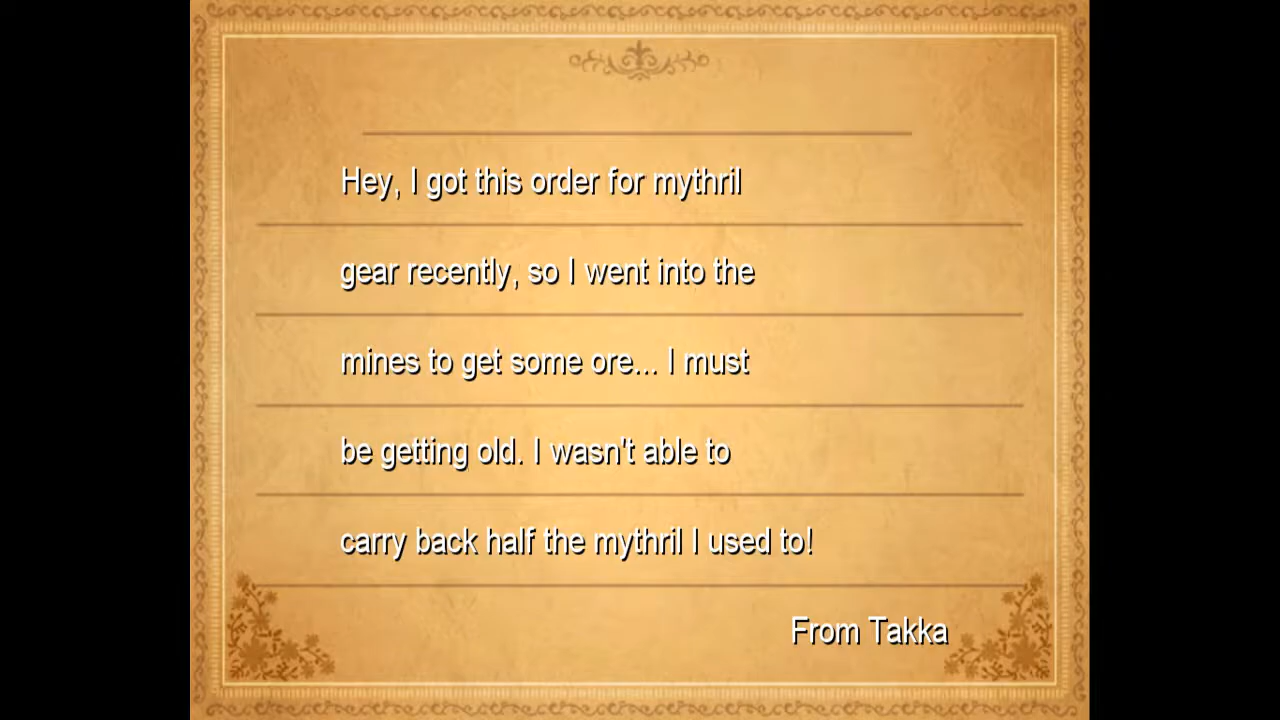 Hey, I got this order for mythril
gear recently, so I went into the
mines to get some ore... I must
be getting old. I wasn't able to
carry back half the mythril I used to!
From Takka